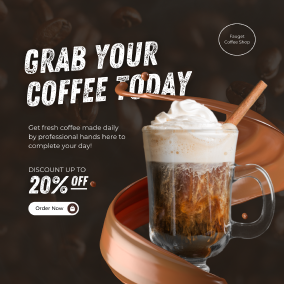 Fauget
Coffee Shop
GRAB YOUR
COFFEE TODAY
Get fresh coffee made daily
by professional hands here to
complete your day!
DISCOUNT UP TO
20% OFF
Order Now